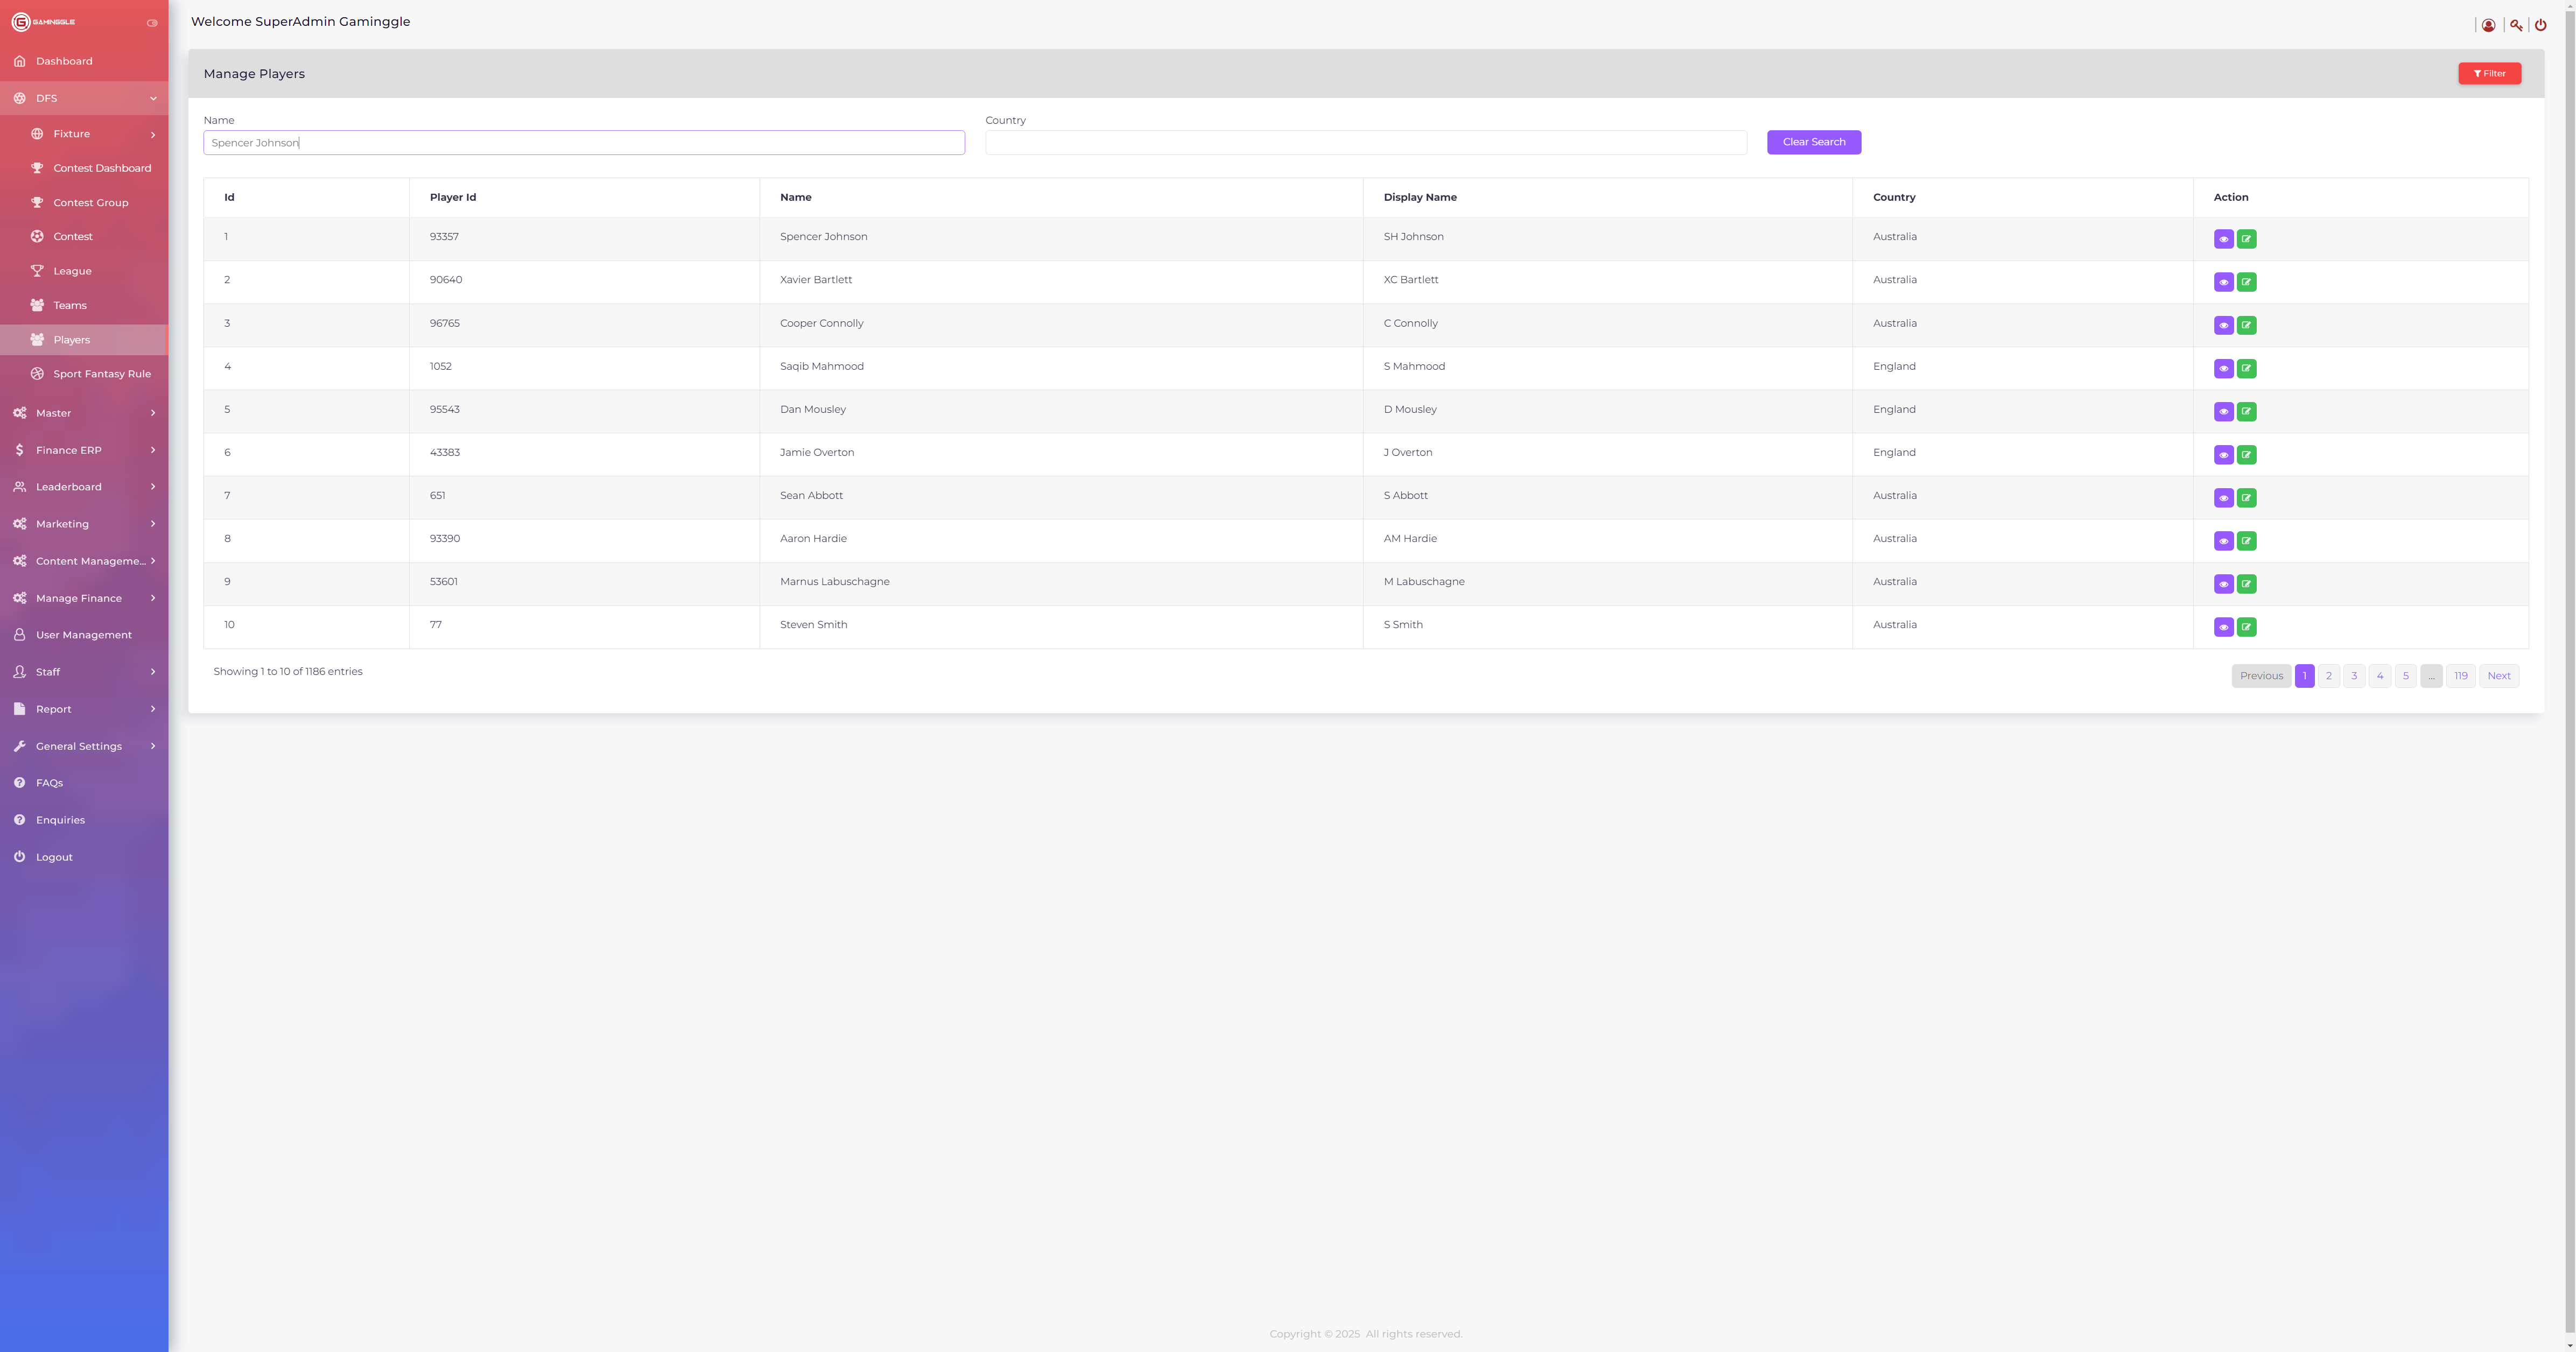 GAMINGGLE
Welcome SuperAdmin Gaminggle
Dashboard
DFS
Fixture
Contest Dashboard
Contest Group
Contest
League
Teams
Players
Sport Fantasy Rule
Master
Finance ERP
Leaderboard
Marketing
Content Manageme...
Manage Finance
User Management
Staff
Report
General Settings
FAQs
Enquiries
Logout
Manage Players
Filter
Name
Country
Spencer Johnson
Clear Search
Id Player Id Name Display Name Country Action
1 93357 Spencer Johnson SH Johnson Australia
2 90640 Xavier Bartlett XC Bartlett Australia
3 96765 Cooper Connolly C Connolly Australia
4 1052 Saqib Mahmood S Mahmood England
5 95543 Dan Mousley D Mousley England
6 43383 Jamie Overton J Overton England
7 651 Sean Abbott S Abbott Australia
8 93390 Aaron Hardie AM Hardie Australia
9 53601 Marnus Labuschagne M Labuschagne Australia
10 77 Steven Smith S Smith Australia
Showing 1 to 10 of 1186 entries
Previous 1 2 3 4 5 ... 119 Next
Copyright © 2025 All rights reserved.